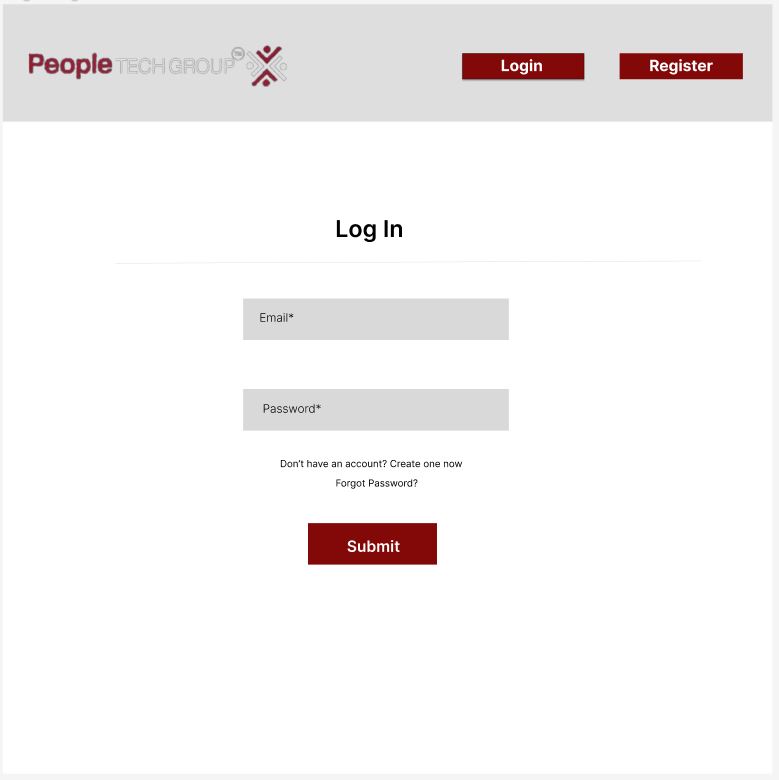 People TECH GROUP TM
Login
Register
Log In
Email*
Password*
Don't have an account? Create one now
Forgot Password?
Submit